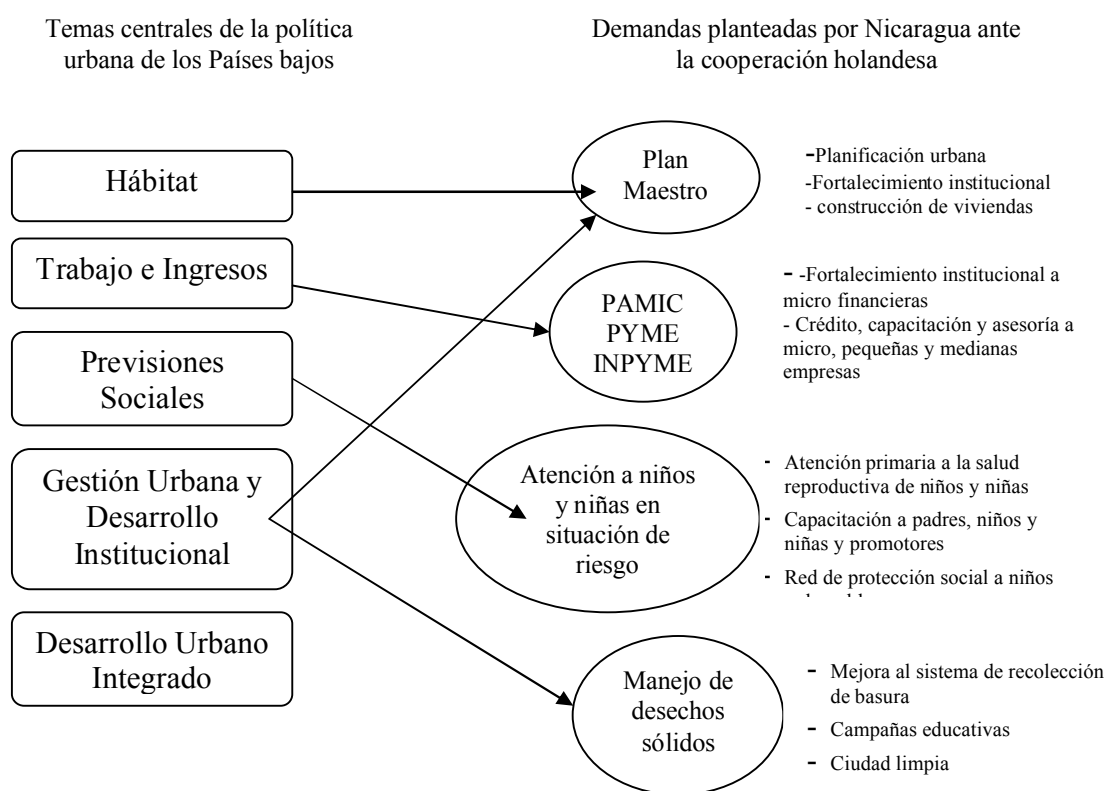 Temas centrales de la política
urbana de los Países bajos
Demandas planteadas por Nicaragua ante
la cooperación holandesa
Hábitat
Trabajo e Ingresos
Previsiones
Sociales
Gestión Urbana y
Desarrollo
Institucional
Desarrollo Urbano
Integrado
Plan
Maestro
-Planificación urbana
-Fortalecimiento institucional
- construcción de viviendas
PAMIC
PYME
INPYME
- -Fortalecimiento institucional a
micro financieras
- Crédito, capacitación y asesoría a
micro, pequeñas y medianas
empresas
Atención a niños
y niñas en
situación de
riesgo
- Atención primaria a la salud
reproductiva de niños y niñas
- Capacitación a padres, niños y
niñas y promotores
- Red de protección social a niños
Manejo de
desechos
sólidos
- Mejora al sistema de recolección
de basura
- Campañas educativas
- Ciudad limpia